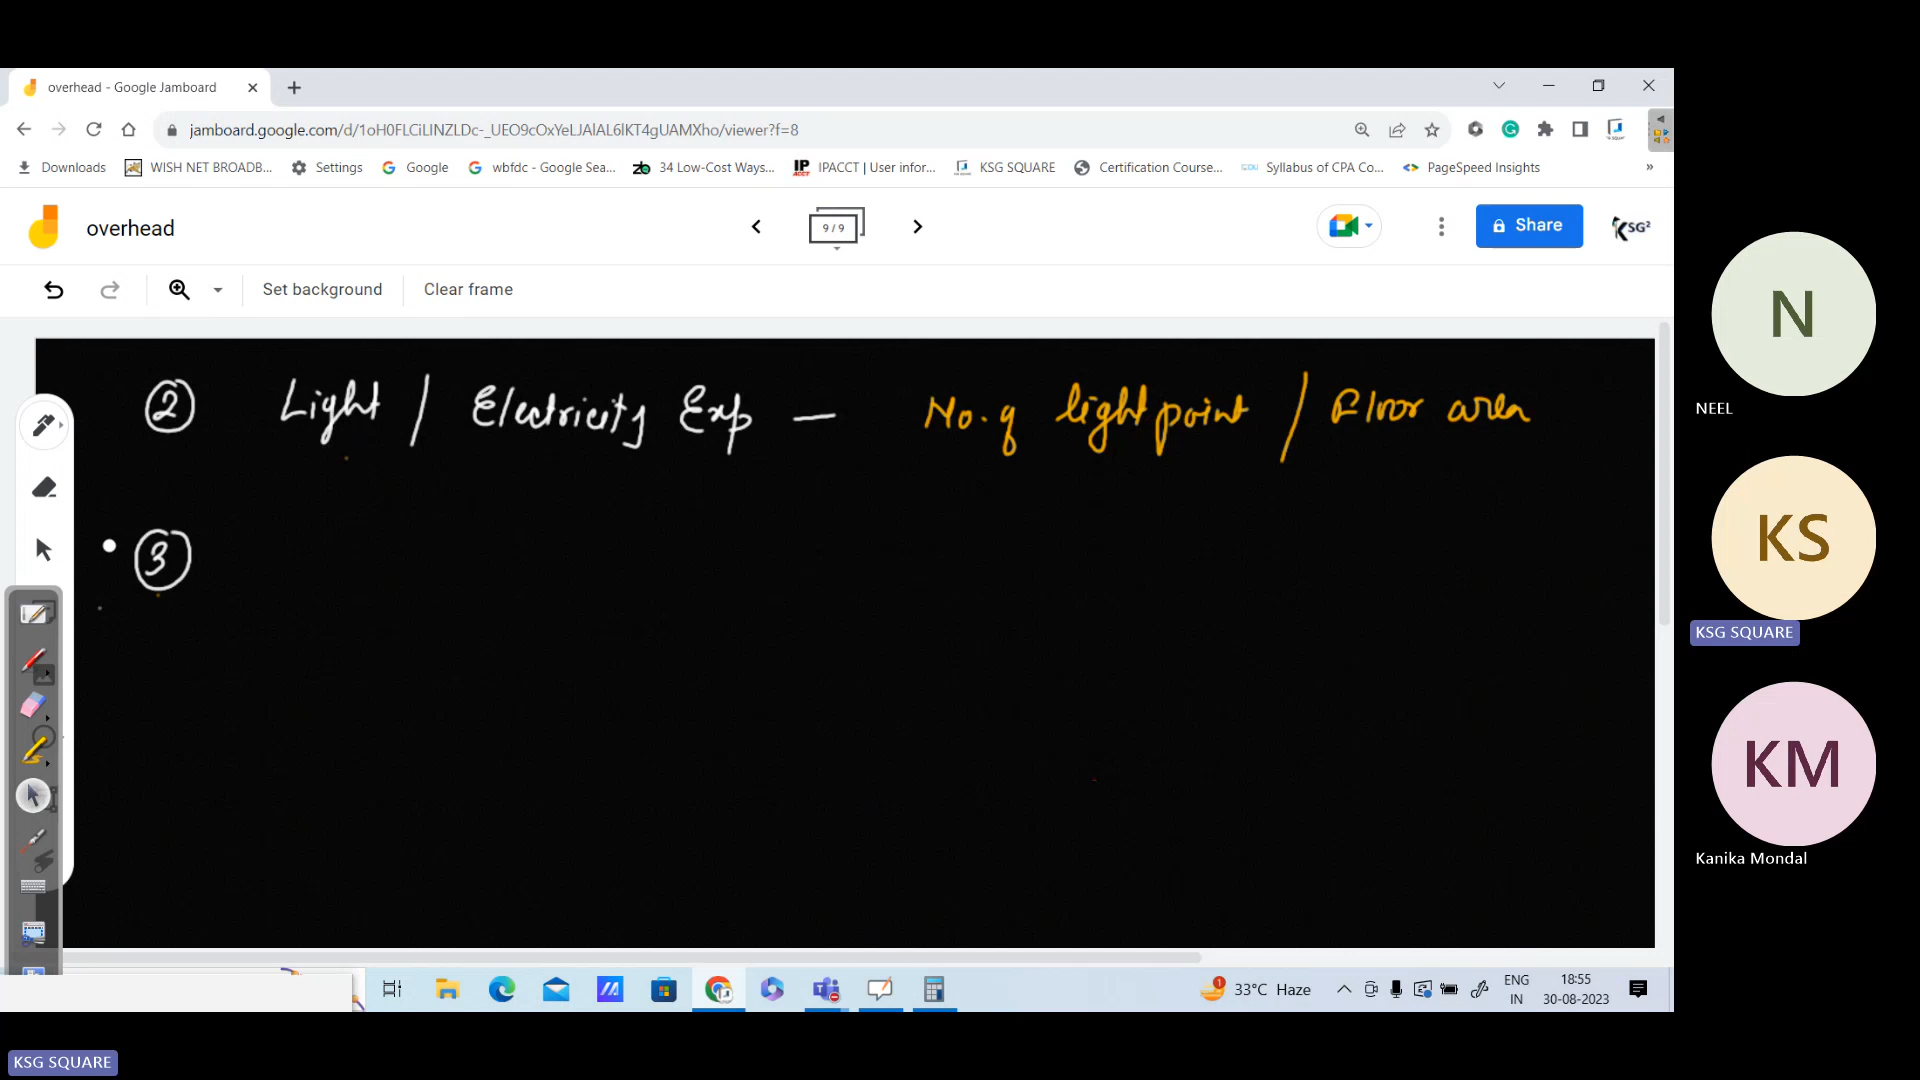 overhead - Google Jamboard
jamboard.google.com/d/1oH0FLCiLINZLDc-_UEO9cOxYeLJAlAL6lKT4gUAMXho/viewer?f=8
Downloads WISH NET BROADB... Settings Google wbfdc - Google Sea... 34 Low-Cost Ways... IPACCT | User infor... KSG SQUARE Certification Course... Syllabus of CPA Co... PageSpeed Insights »
overhead 9 / 9 Share KSG²
Set background Clear frame
② Light / Electricity Exp — No. of light point / Floor area
③
N
NEEL
KS
KSG SQUARE
KM
Kanika Mondal
1 33°C Haze ENG IN 18:55 30-08-2023
KSG SQUARE